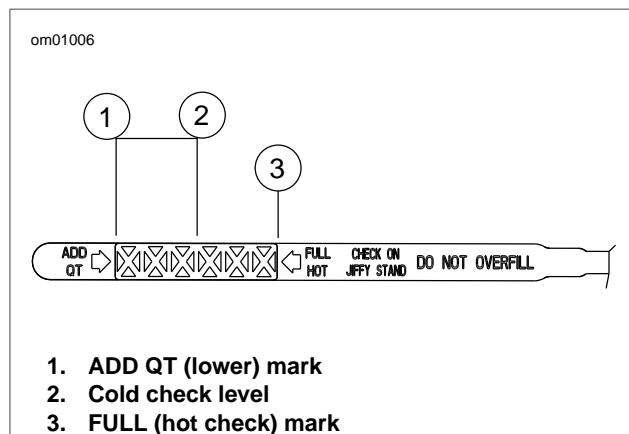 om01006
1 2
3
ADD QT FULL HOT CHECK ON JIFFY STAND DO NOT OVERFILL
1. ADD QT (lower) mark
2. Cold check level
3. FULL (hot check) mark